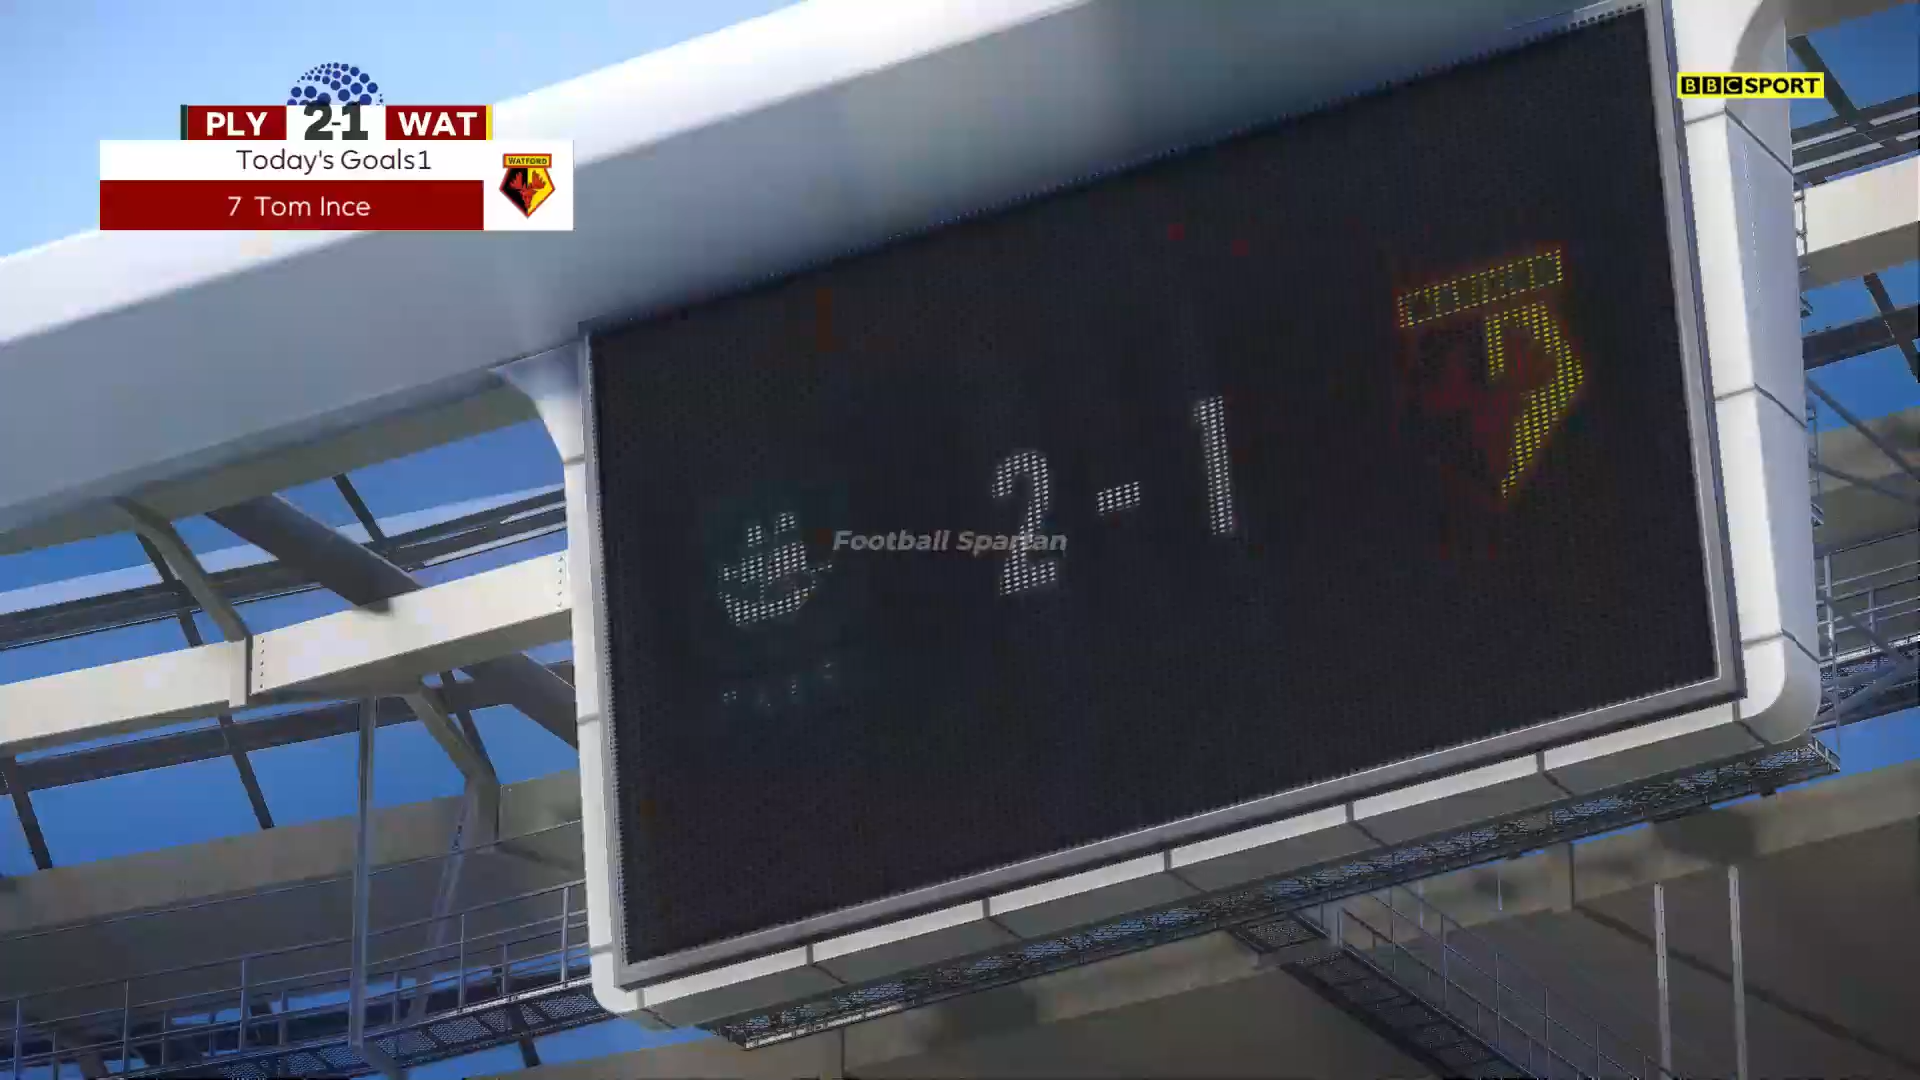 BBC SPORT
PLY 2-1 WAT
Today's Goals1
7 Tom Ince
WATFORD
2 - 1
Football Spartan